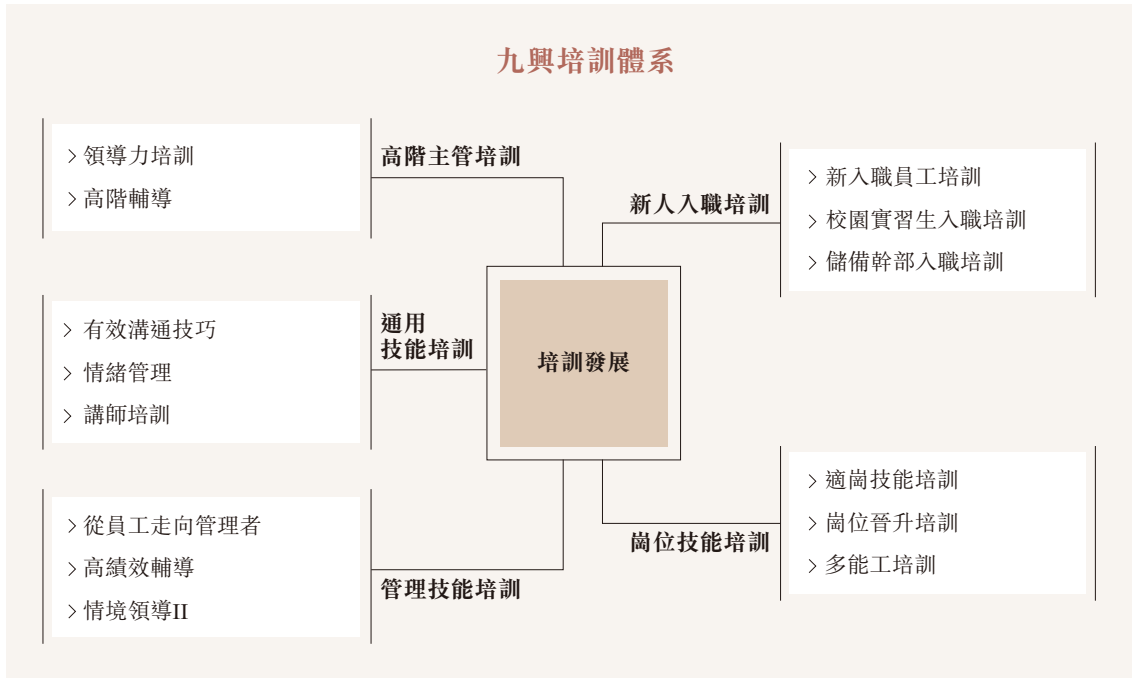 九興培訓體系
高階主管培訓
> 領導力培訓
> 高階輔導
通用
技能培訓
> 有效溝通技巧
> 情緒管理
> 講師培訓
管理技能培訓
> 從員工走向管理者
> 高績效輔導
> 情境領導II
培訓發展
新人入職培訓
> 新入職員工培訓
> 校園實習生入職培訓
> 儲備幹部入職培訓
崗位技能培訓
> 適崗技能培訓
> 崗位晉升培訓
> 多能工培訓